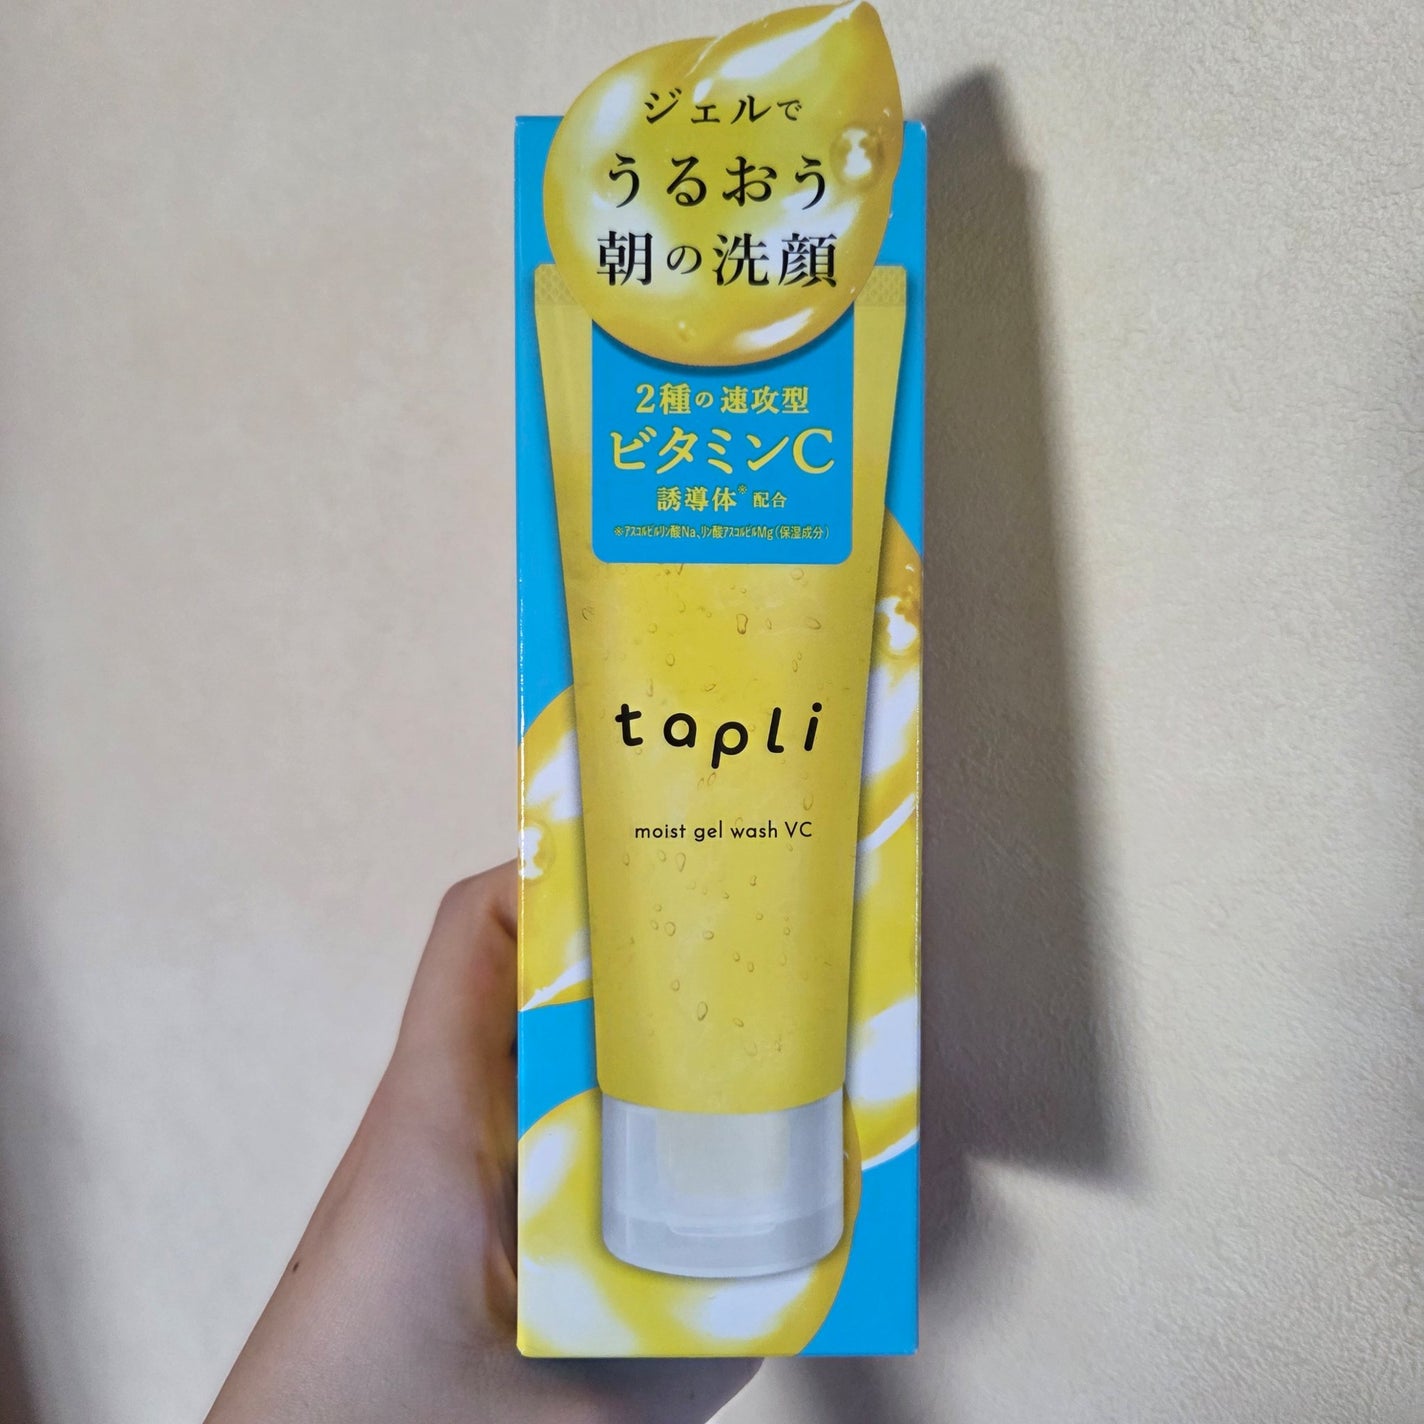 ジェルで
うるおう
朝の洗顔
2種の速攻型
ビタミンC
誘導体※配合
※アスコルビルリン酸Na、リン酸アスコルビルMg(保湿成分)
tapli
moist gel wash VC